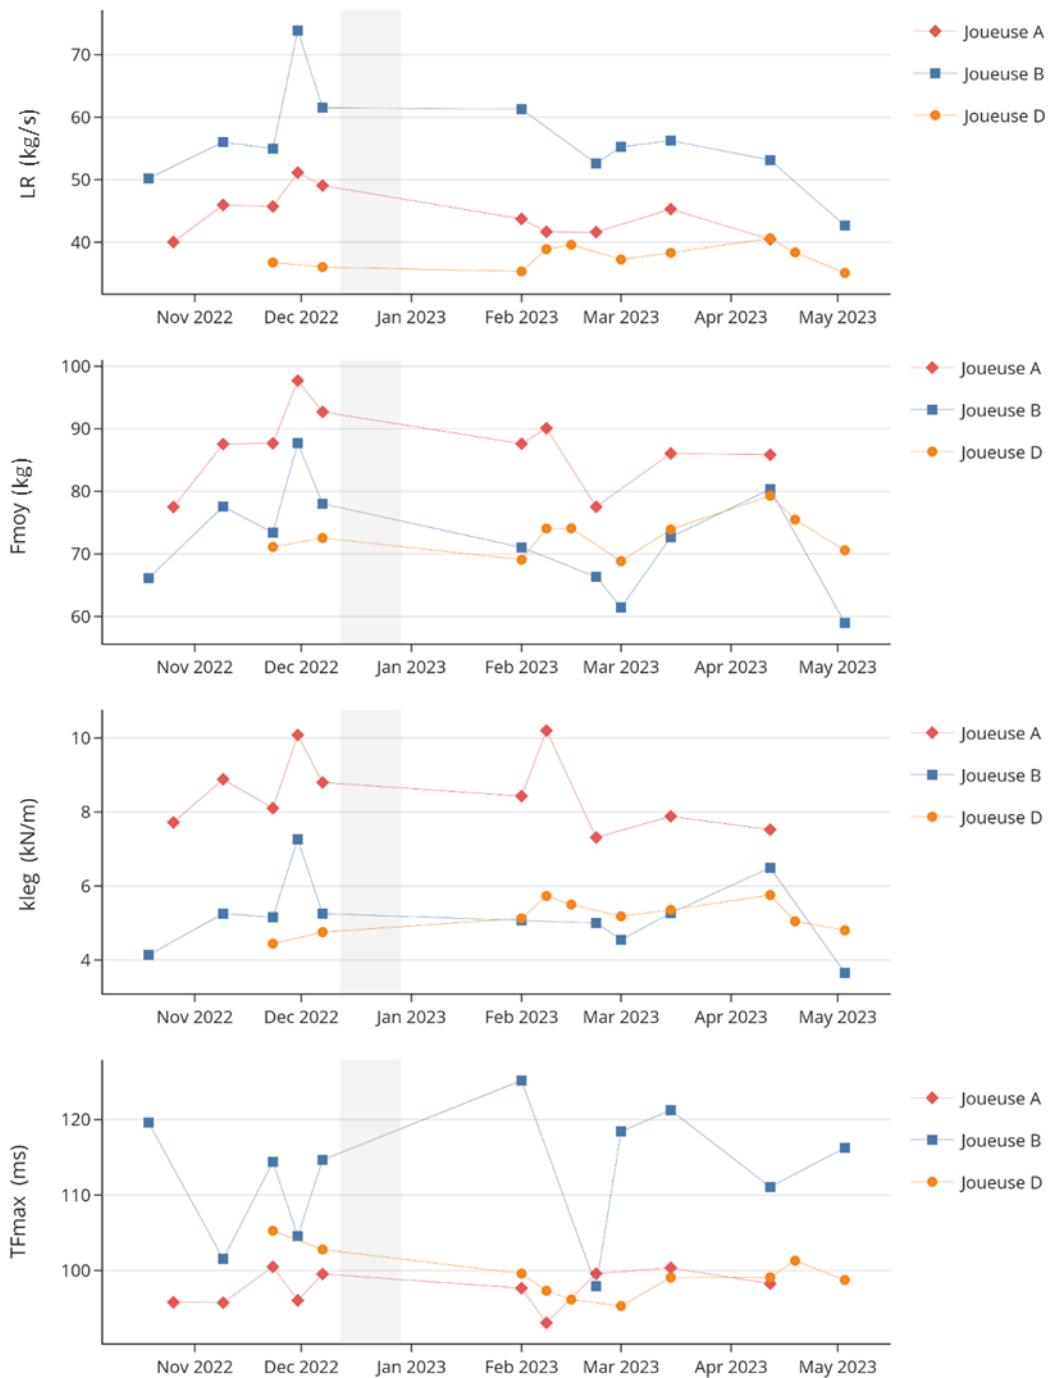 LR (kg/s)
70
60
50
40
Nov 2022 Dec 2022 Jan 2023 Feb 2023 Mar 2023 Apr 2023 May 2023
Joueuse A
Joueuse B
Joueuse D
Fmoy (kg)
100
90
80
70
60
Nov 2022 Dec 2022 Jan 2023 Feb 2023 Mar 2023 Apr 2023 May 2023
Joueuse A
Joueuse B
Joueuse D
kleg (kN/m)
10
8
6
4
Nov 2022 Dec 2022 Jan 2023 Feb 2023 Mar 2023 Apr 2023 May 2023
Joueuse A
Joueuse B
Joueuse D
TFmax (ms)
120
110
100
Nov 2022 Dec 2022 Jan 2023 Feb 2023 Mar 2023 Apr 2023 May 2023
Joueuse A
Joueuse B
Joueuse D